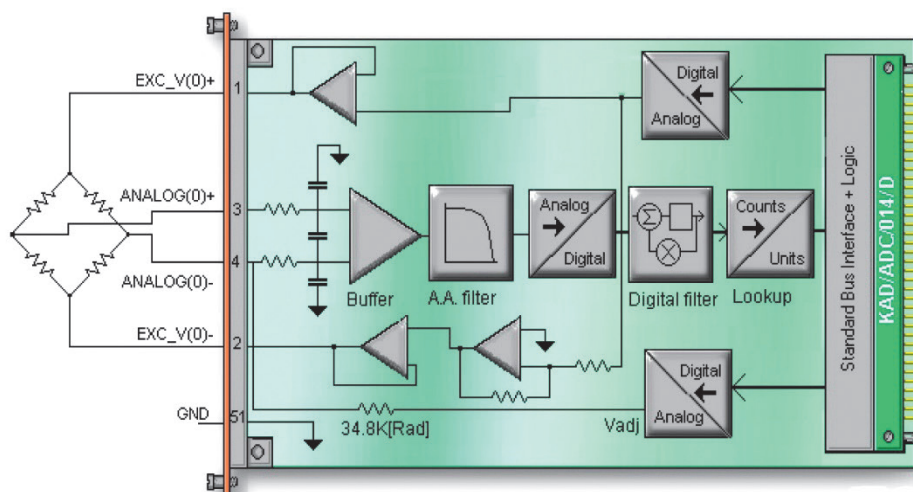 EXC_V(0)+
1
Digital
Analog
ANALOG(0)+
3
4
ANALOG(0)-
Buffer
A.A. filter
Analog
Digital
Digital filter
Counts
Units
Lookup
Standard Bus Interface + Logic
KAD/ADC/014/D
EXC_V(0)-
2
GND
51
34.8K[Rad]
Vadj
Digital
Analog